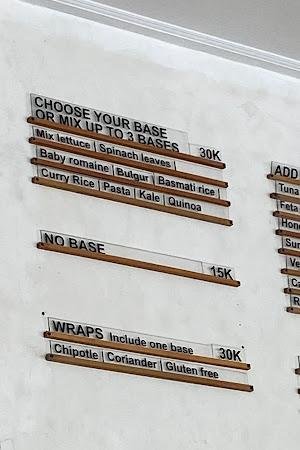 CHOOSE YOUR BASE
OR MIX UP TO 3 BASES 30K
Mix lettuce | Spinach leaves
Baby romaine | Bulgur | Basmati rice
Curry Rice | Pasta | Kale | Quinoa
NO BASE 15K
WRAPS Include one base 30K
Chipotle | Coriander | Gluten free
ADD
Tuna
Feta